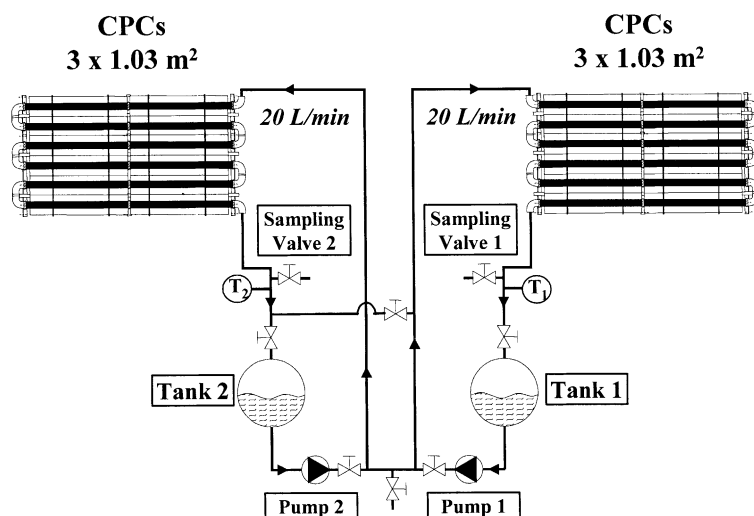 CPCs
3 x 1.03 m²
CPCs
3 x 1.03 m²
20 L/min
20 L/min
Sampling
Valve 2
Sampling
Valve 1
T₂
T₁
Tank 2
Tank 1
Pump 2
Pump 1